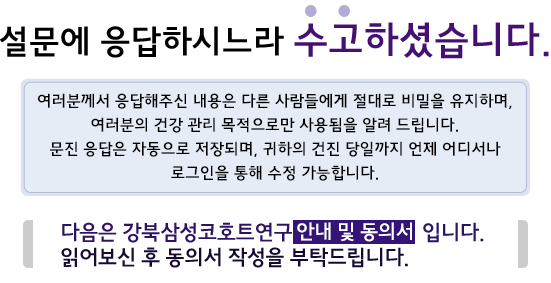 설문에 응답하시느라 수고하셨습니다.
여러분께서 응답해주신 내용은 다른 사람들에게 절대로 비밀을 유지하며,
여러분의 건강 관리 목적으로만 사용됨을 알려 드립니다.
문진 응답은 자동으로 저장되며, 귀하의 건진 당일까지 언제 어디서나
로그인을 통해 수정 가능합니다.
다음은 강북삼성코호트연구 안내 및 동의서 입니다.
읽어보신 후 동의서 작성을 부탁드립니다.